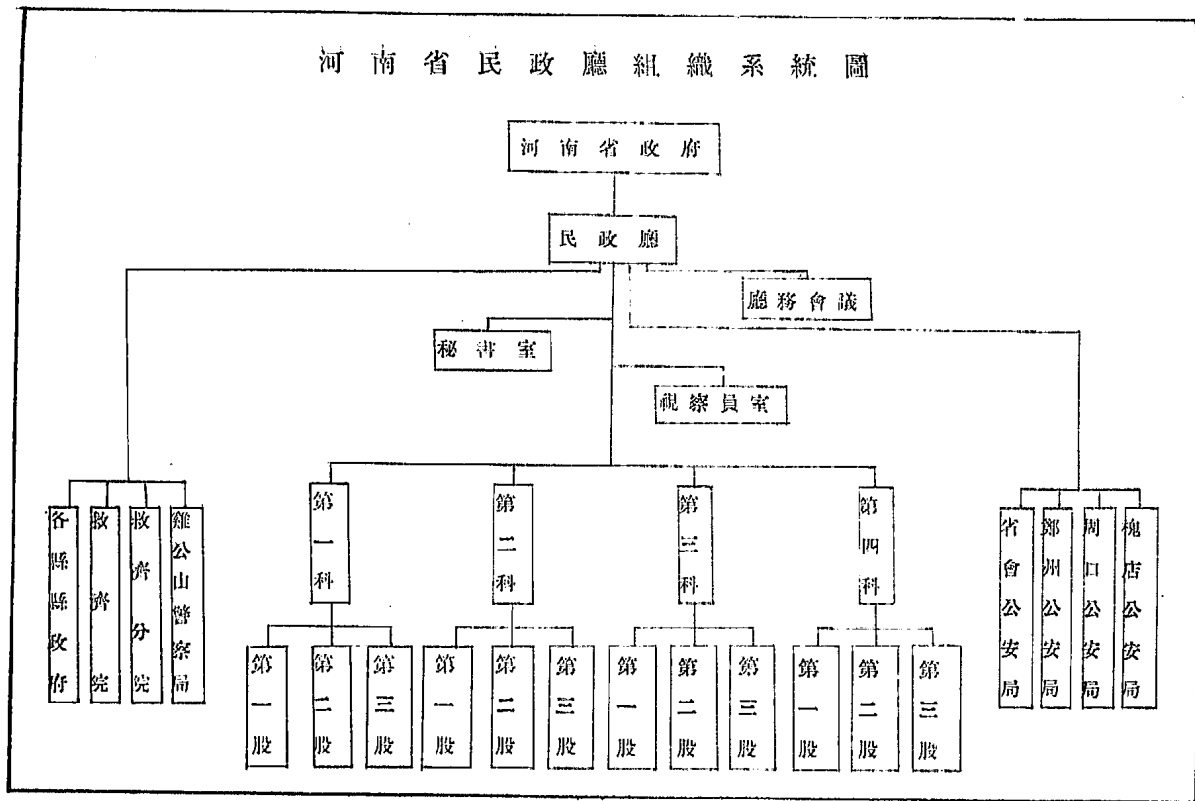 河南省民政廳組織系統圖
河南省政府
民政廳
廳務會議
秘書室
視察員室
各縣縣政府
救濟院
救濟分院
雞公山警察局
第一科
第二科
第三科
第四科
省會公安局
鄭州公安局
周口公安局
槐店公安局
第一股
第二股
第三股
第一股
第二股
第三股
第一股
第二股
第三股
第一股
第二股
第三股